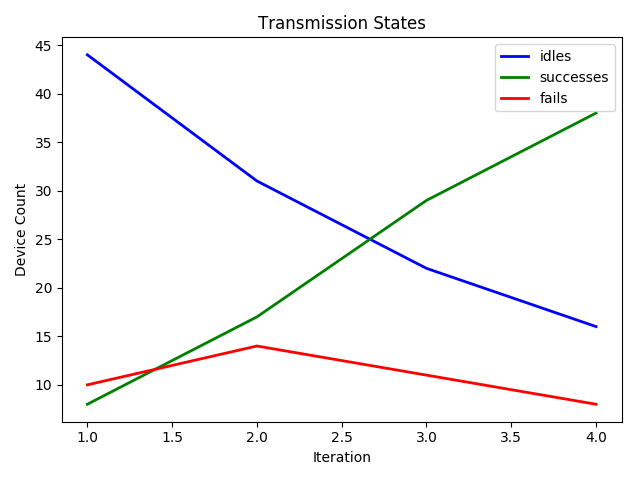 Transmission States
idles
successes
fails
45
40
35
30
25
20
15
10
Device Count
1.0 1.5 2.0 2.5 3.0 3.5 4.0
Iteration